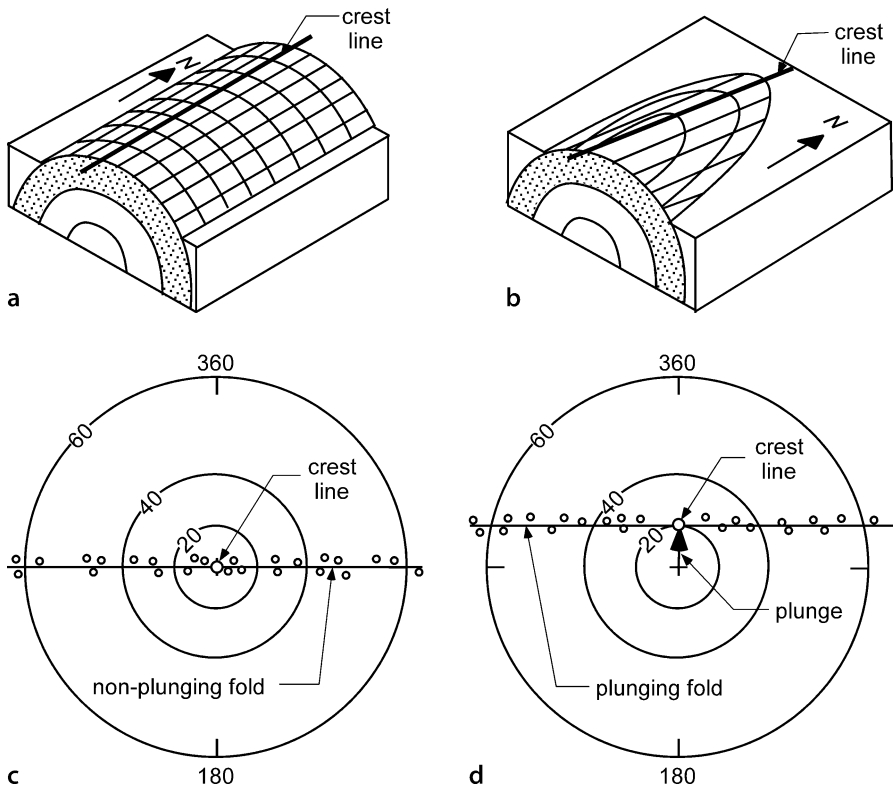 crest
line
N
a
crest
line
N
b
360
60
40
20
crest
line
non-plunging fold
180
c
360
60
40
20
crest
line
plunge
plunging fold
180
d